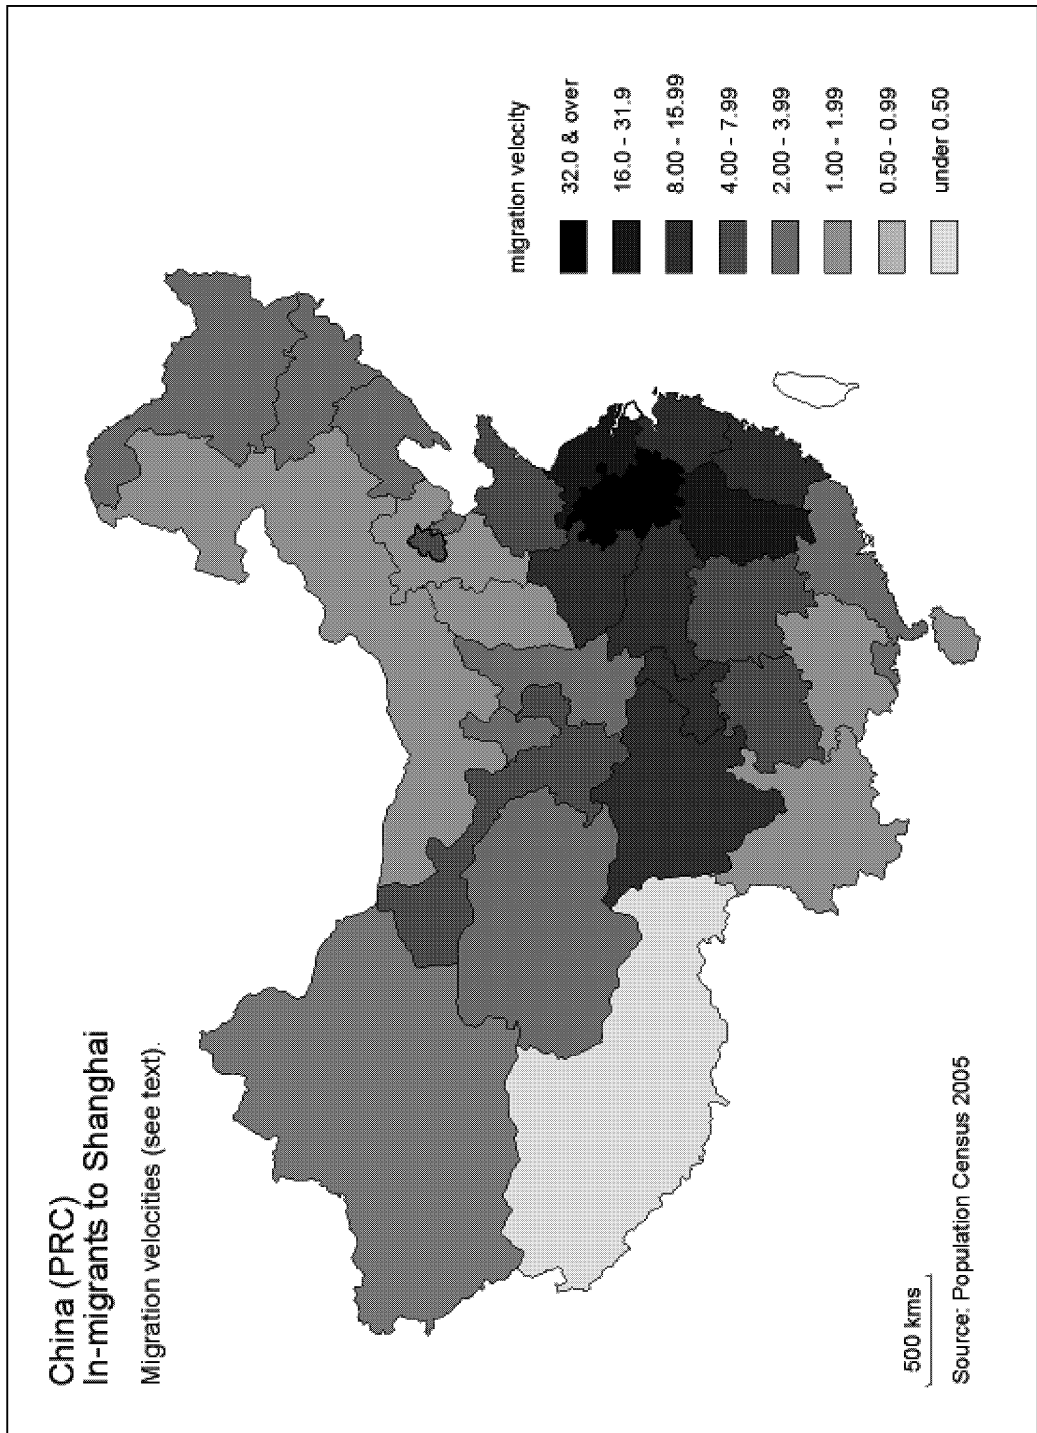 China (PRC)
In-migrants to Shanghai
Migration velocities (see text).
migration velocity
32.0 & over
16.0 - 31.9
8.00 - 15.99
4.00 - 7.99
2.00 - 3.99
1.00 - 1.99
0.50 - 0.99
under 0.50
500 kms
Source: Population Census 2005